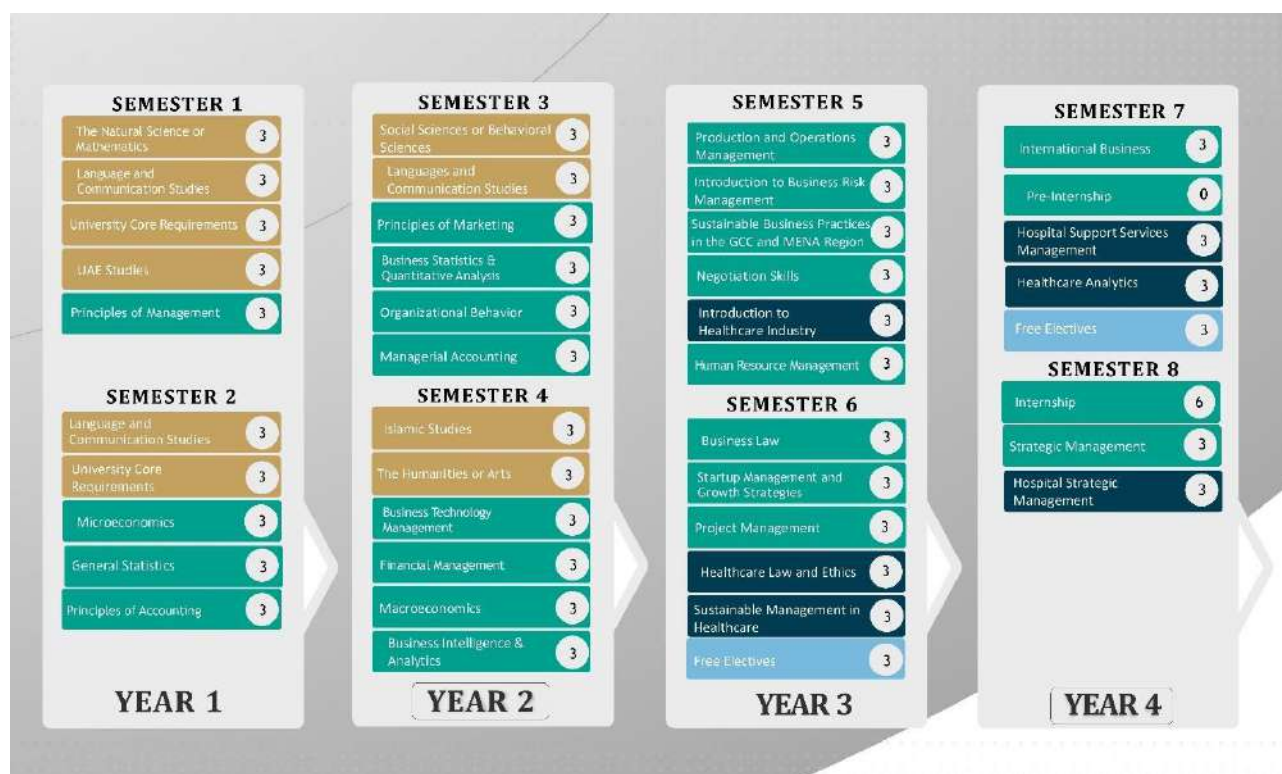 SEMESTER 1
The Natural Science or
Mathematics
3
Language and
Communication Studies
3
University Core Requirements
3
UAE Studies
3
Principles of Management
3
SEMESTER 2
Language and
Communication Studies
3
University Core
Requirements
3
Microeconomics
3
General Statistics
3
Principles of Accounting
3
YEAR 1
SEMESTER 3
Social Sciences or Behavioral
Sciences
3
Languages and
Communication Studies
3
Principles of Marketing
3
Business Statistics &
Quantitative Analysis
3
Organizational Behavior
3
Managerial Accounting
3
SEMESTER 4
Islamic Studies
3
The Humanities or Arts
3
Business Technology
Management
3
Financial Management
3
Macroeconomics
3
Business Intelligence &
Analytics
3
YEAR 2
SEMESTER 5
Production and Operations
Management
3
Introduction to Business Risk
Management
3
Sustainable Business Practices
in the GCC and MENA Region
3
Negotiation Skills
3
Introduction to
Healthcare Industry
3
Human Resource Management
3
SEMESTER 6
Business Law
3
Startup Management and
Growth Strategies
3
Project Management
3
Healthcare Law and Ethics
3
Sustainable Management in
Healthcare
3
Free Electives
3
YEAR 3
SEMESTER 7
International Business
3
Pre-Internship
0
Hospital Support Services
Management
3
Healthcare Analytics
3
Free Electives
3
SEMESTER 8
Internship
6
Strategic Management
3
Hospital Strategic
Management
3
YEAR 4